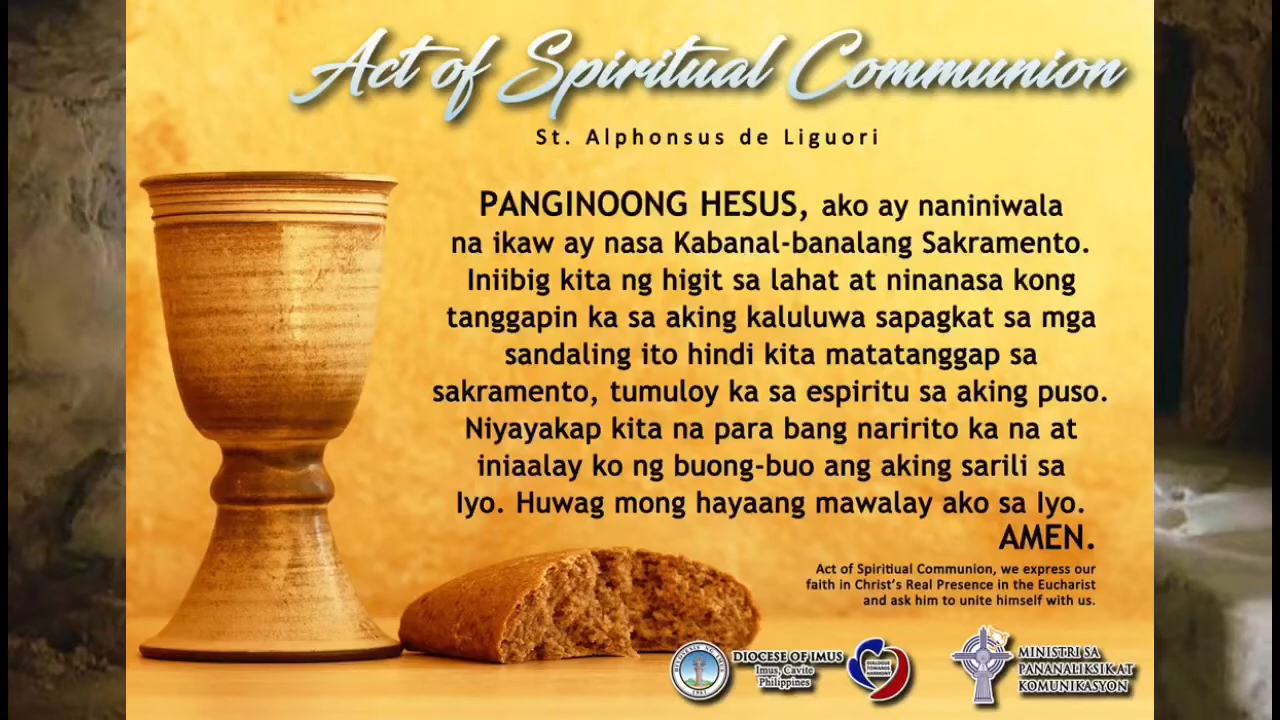 Act of Spiritual Communion
St. Alphonsus de Liguori
PANGINOONG HESUS, ako ay naniniwala
na ikaw ay nasa Kabanal-banalang Sakramento.
Iniibig kita ng higit sa lahat at ninanasa kong
tanggapin ka sa aking kaluluwa sapagkat sa mga
sandaling ito hindi kita matatanggap sa
sakramento, tumuloy ka sa espiritu sa aking puso.
Niyayakap kita na para bang naririto ka na at
iniaalay ko ng buong-buo ang aking sarili sa
Iyo. Huwag mong hayaang mawalay ako sa Iyo.
AMEN.
Act of Spiritiual Communion, we express our
faith in Christ's Real Presence in the Eucharist
and ask him to unite himself with us.
DIOCESE OF IMUS
Imus, Cavite
Philippines
DIALOGUE
TOWARDS
HARMONY
MINISTRI SA
PANANALIKSIK AT
KOMUNIKASYON